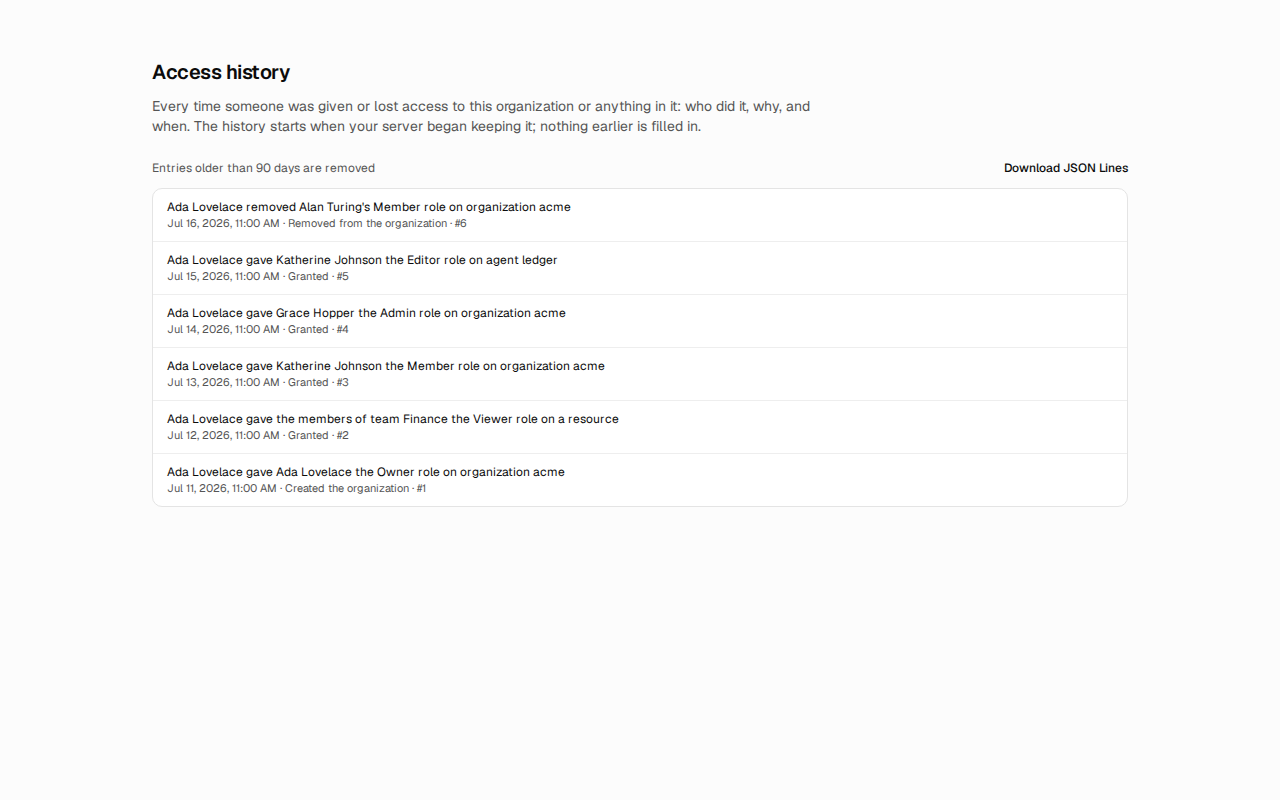 Access history
Every time someone was given or lost access to this organization or anything in it: who did it, why, and
when. The history starts when your server began keeping it; nothing earlier is filled in.
Entries older than 90 days are removed
Download JSON Lines
Ada Lovelace removed Alan Turing's Member role on organization acme
Jul 16, 2026, 11:00 AM · Removed from the organization · #6
Ada Lovelace gave Katherine Johnson the Editor role on agent ledger
Jul 15, 2026, 11:00 AM · Granted · #5
Ada Lovelace gave Grace Hopper the Admin role on organization acme
Jul 14, 2026, 11:00 AM · Granted · #4
Ada Lovelace gave Katherine Johnson the Member role on organization acme
Jul 13, 2026, 11:00 AM · Granted · #3
Ada Lovelace gave the members of team Finance the Viewer role on a resource
Jul 12, 2026, 11:00 AM · Granted · #2
Ada Lovelace gave Ada Lovelace the Owner role on organization acme
Jul 11, 2026, 11:00 AM · Created the organization · #1